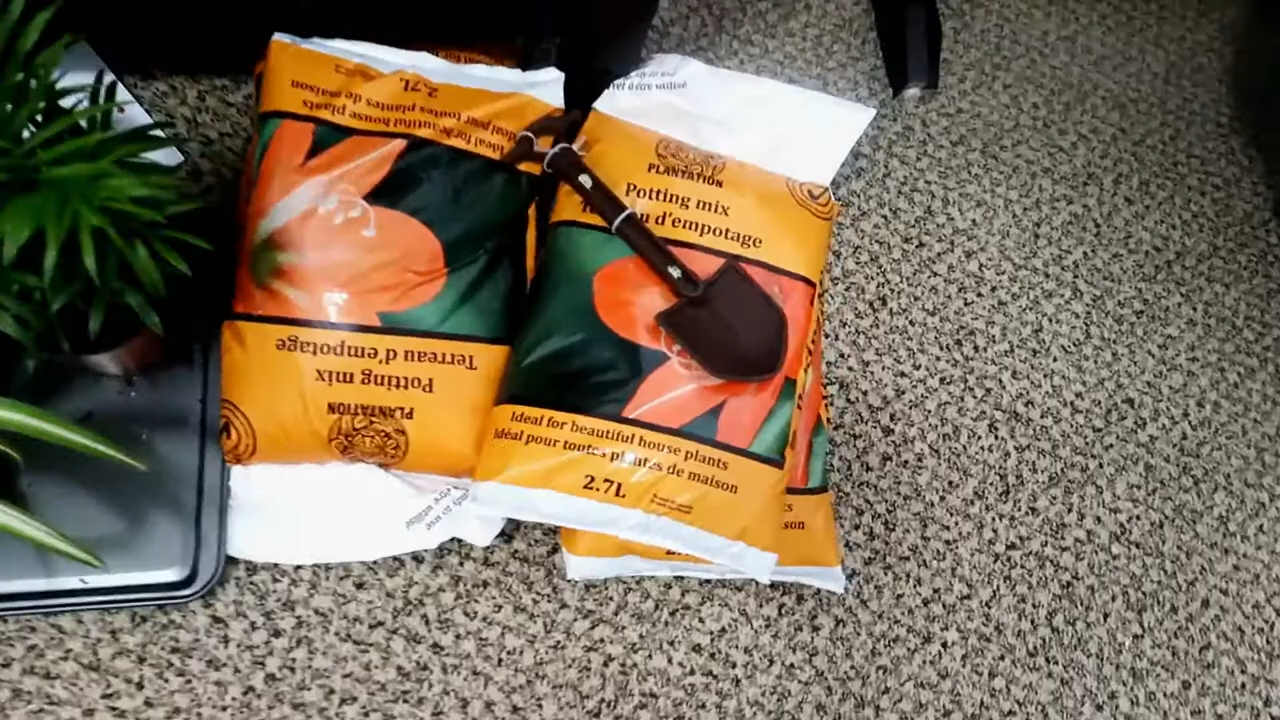 2.7L
Ideal pour toutes plantes de maison
Ideal for beautiful house plants
Terreau d'empotage
Potting mix
PLANTATION
PLANTATION
Potting mix
d'empotage
Ideal for beautiful house plants
Idéal pour toutes plantes de maison
2.7L